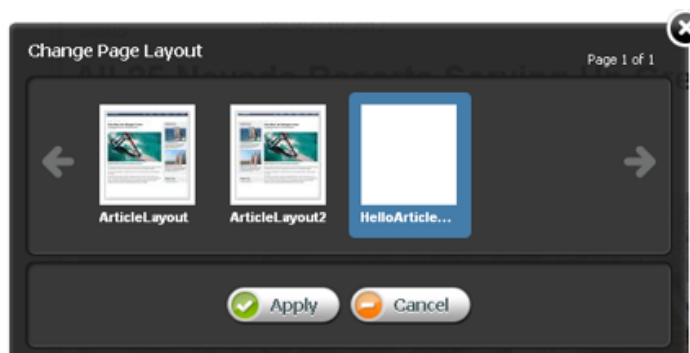 Change Page Layout
Page 1 of 1
ArticleLayout
ArticleLayout2
HelloArticle...
Apply
Cancel